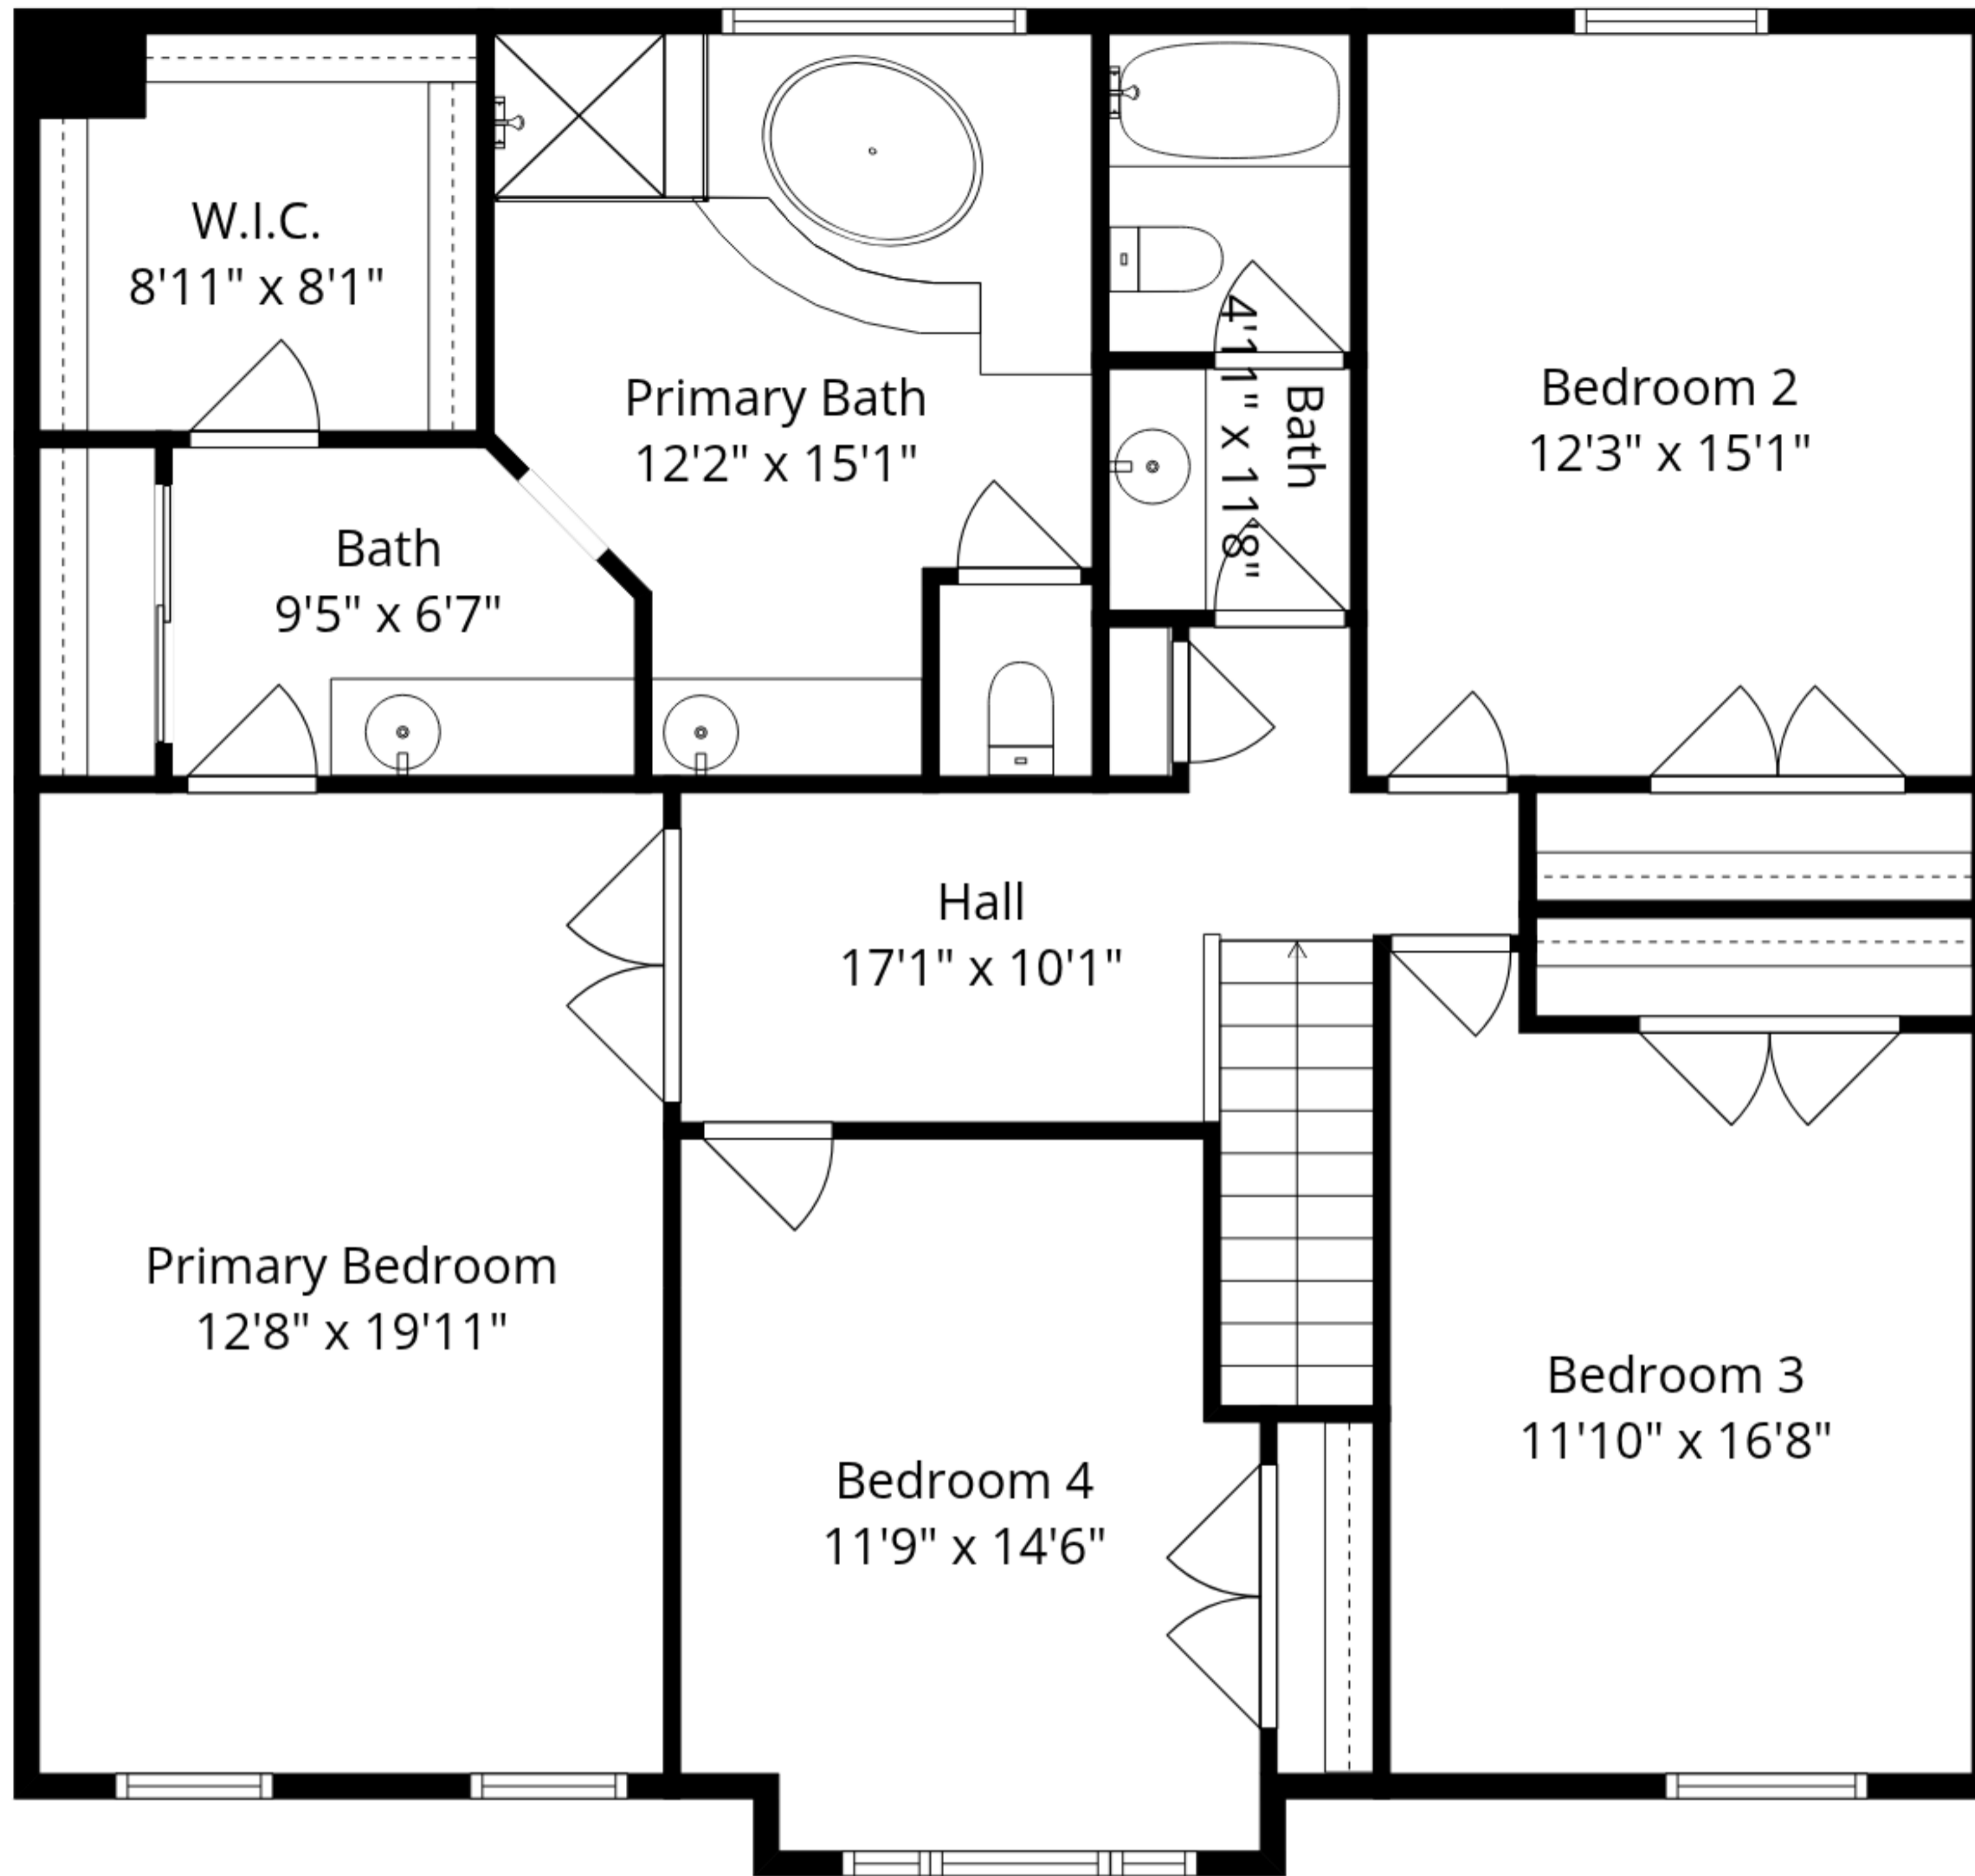 W.I.C.
8'11" x 8'1"
Primary Bath
12'2" x 15'1"
Bath
4'11" x 11'8"
Bedroom 2
12'3" x 15'1"
Bath
9'5" x 6'7"
Hall
17'1" x 10'1"
Primary Bedroom
12'8" x 19'11"
Bedroom 4
11'9" x 14'6"
Bedroom 3
11'10" x 16'8"